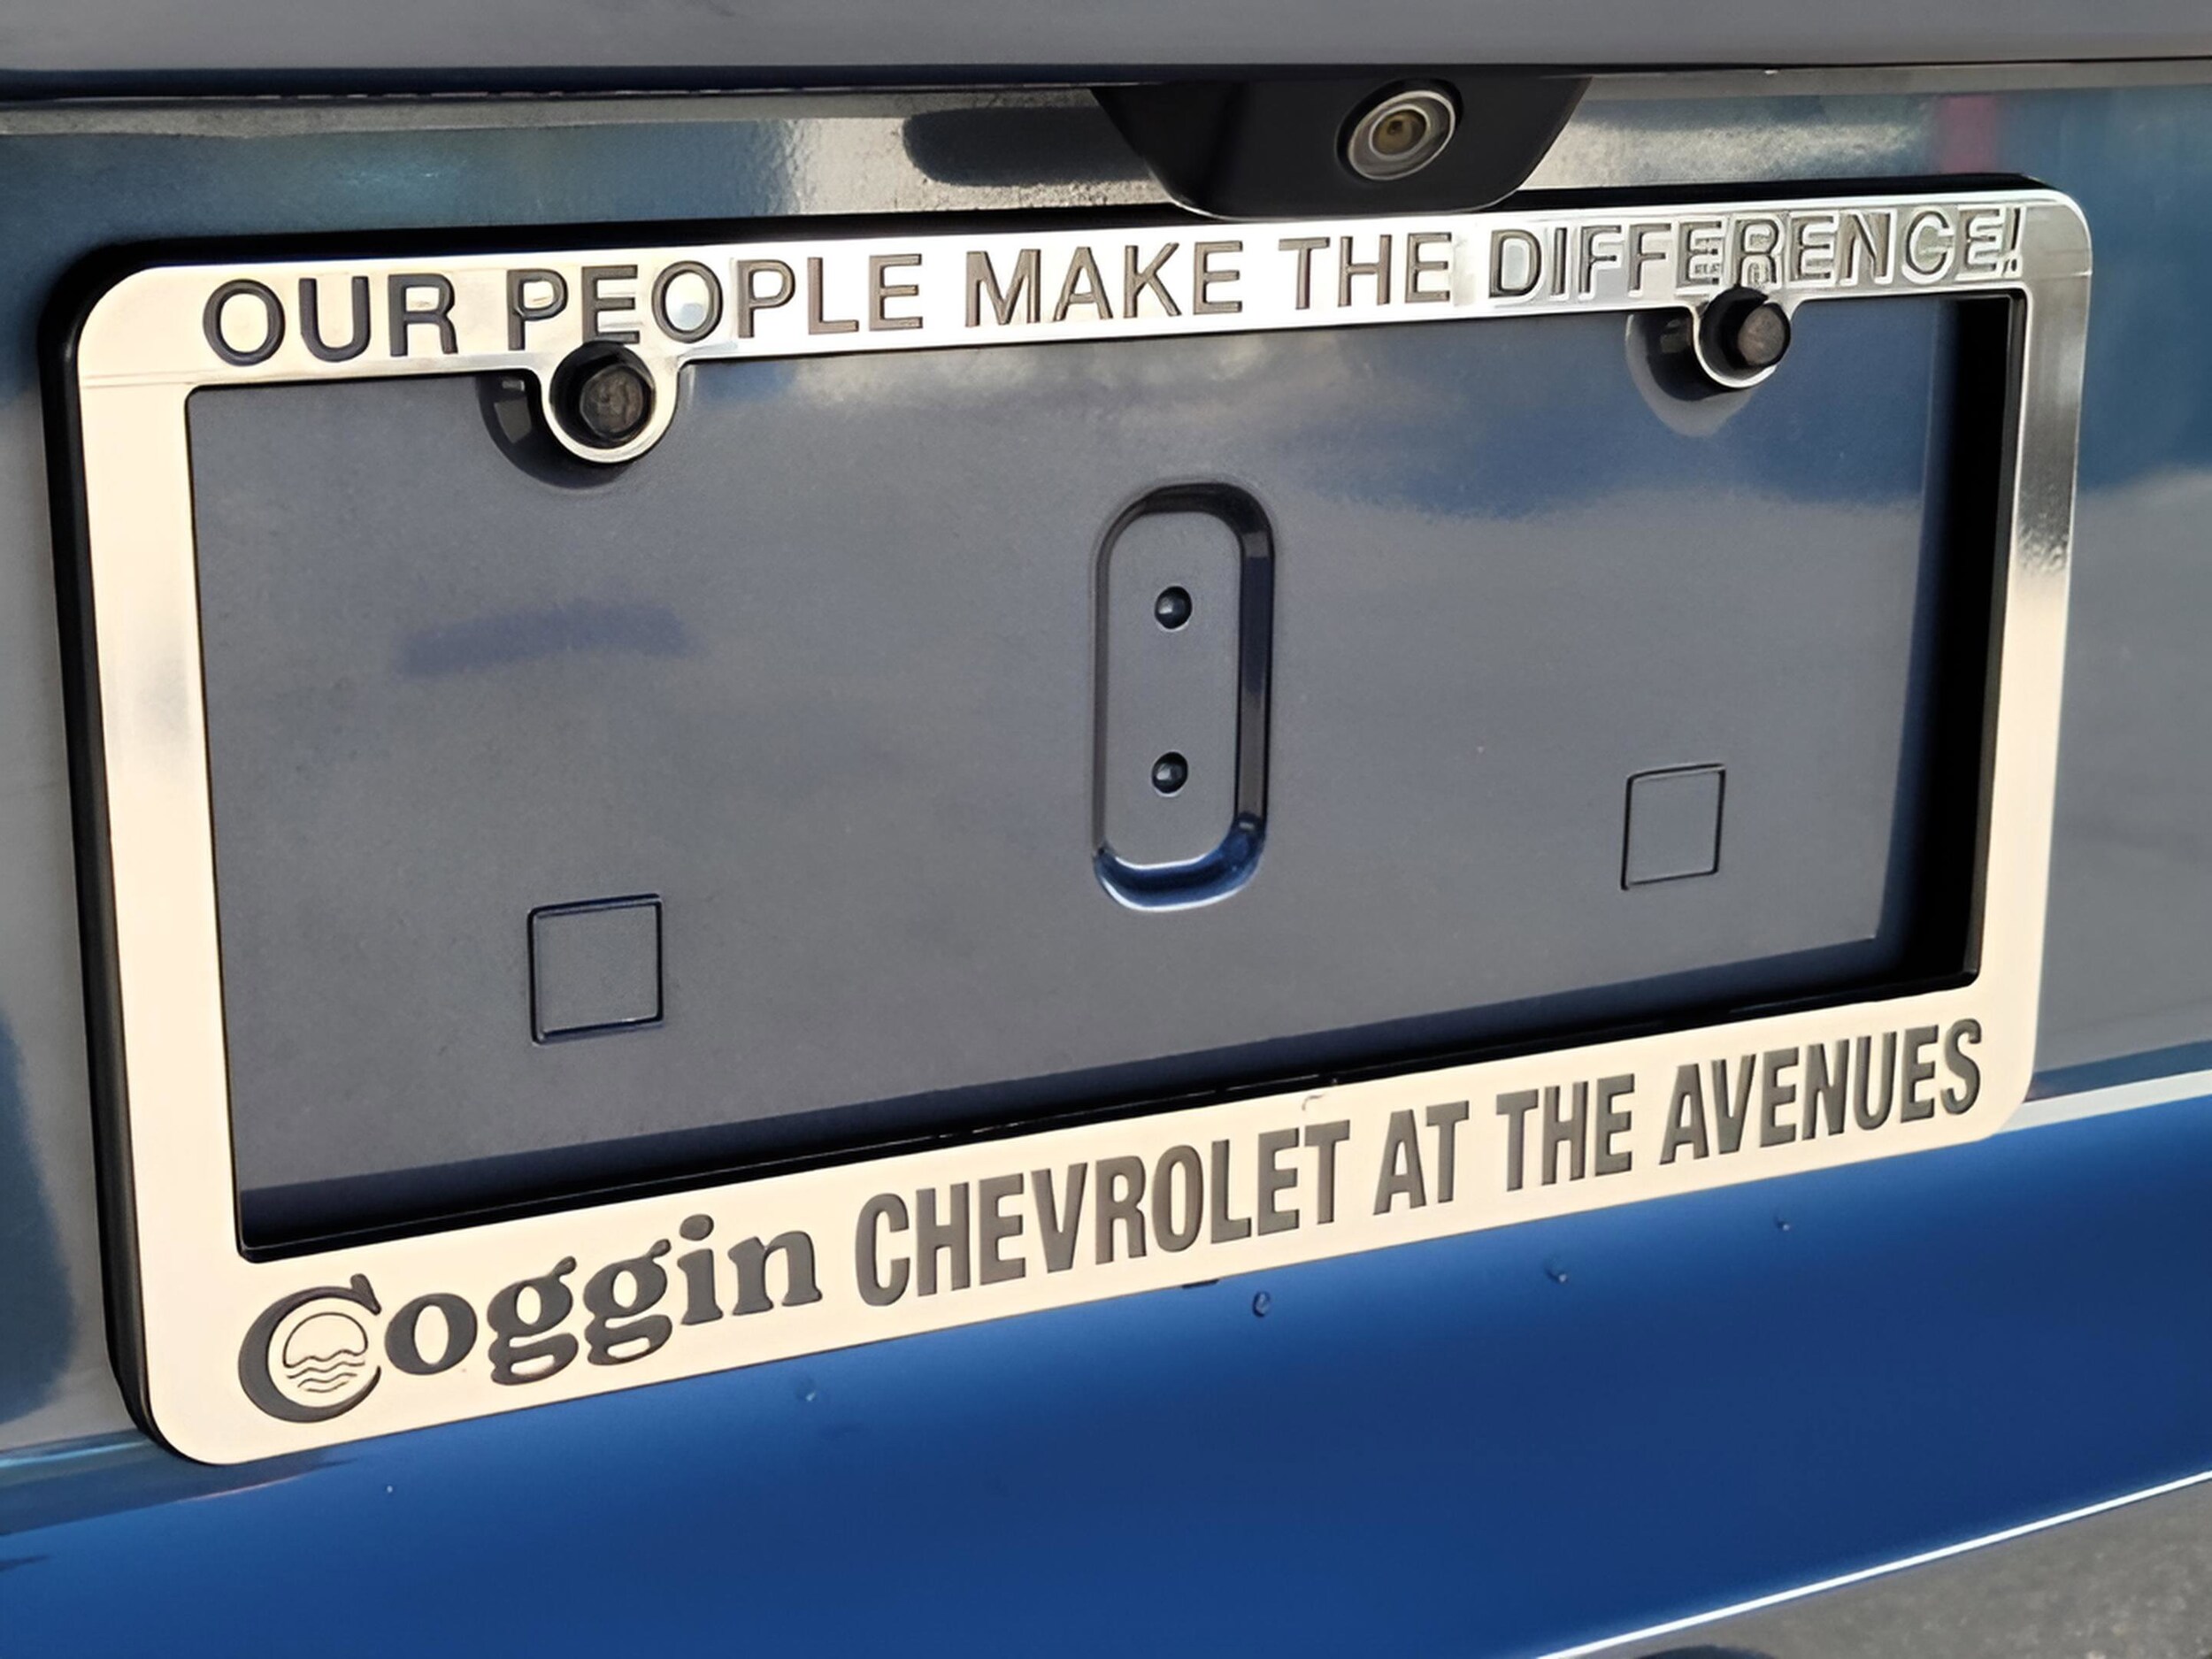 OUR PEOPLE MAKE THE DIFFERENCE!
Coggin CHEVROLET AT THE AVENUES